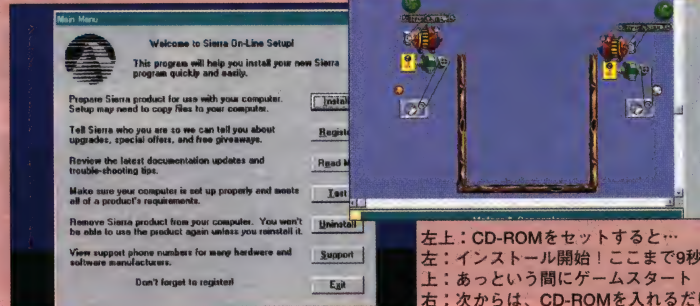 Main Menu
Welcome to Sierra On-Line Setup!
This program will help you install your new Sierra
program quickly and easily.
Prepare Sierra product for use with your computer.
Setup may need to copy files to your computer.
Install
Tell Sierra who you are so we can tell you about
upgrades, special offers, and free giveaways.
Register
Review the latest documentation updates and
trouble-shooting tips.
Read M
Make sure your computer is set up properly and meets
all of a product's requirements.
Test
Remove Sierra product from your computer. You won't
be able to use the product again unless you reinstall it.
Uninstall
View support phone numbers for many hardware and
software manufacturers.
Support
Don't forget to register!
Exit
左上：CD-ROMをセットすると…
左：インストール開始！ここまで9秒
上：あっという間にゲームスタート
右：次からは、CD-ROMを入れるだ